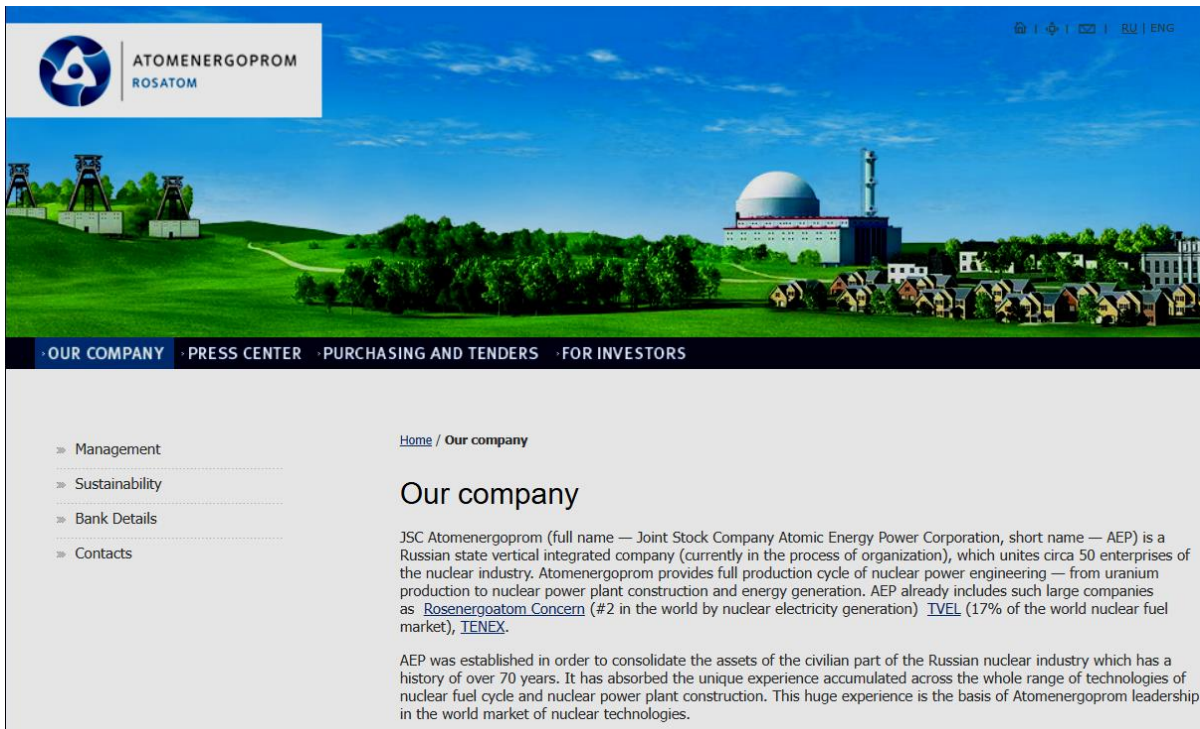 ATOMENERGOPROM
ROSATOM
RU | ENG
OUR COMPANY PRESS CENTER PURCHASING AND TENDERS FOR INVESTORS
Management
Sustainability
Bank Details
Contacts
Home / Our company
Our company
JSC Atomenergoprom (full name — Joint Stock Company Atomic Energy Power Corporation, short name — AEP) is a
Russian state vertical integrated company (currently in the process of organization), which unites circa 50 enterprises of
the nuclear industry. Atomenergoprom provides full production cycle of nuclear power engineering — from uranium
production to nuclear power plant construction and energy generation. AEP already includes such large companies
as Rosenergoatom Concern (#2 in the world by nuclear electricity generation) TVEL (17% of the world nuclear fuel
market), TENEX.
AEP was established in order to consolidate the assets of the civilian part of the Russian nuclear industry which has a
history of over 70 years. It has absorbed the unique experience accumulated across the whole range of technologies of
nuclear fuel cycle and nuclear power plant construction. This huge experience is the basis of Atomenergoprom leadership
in the world market of nuclear technologies.